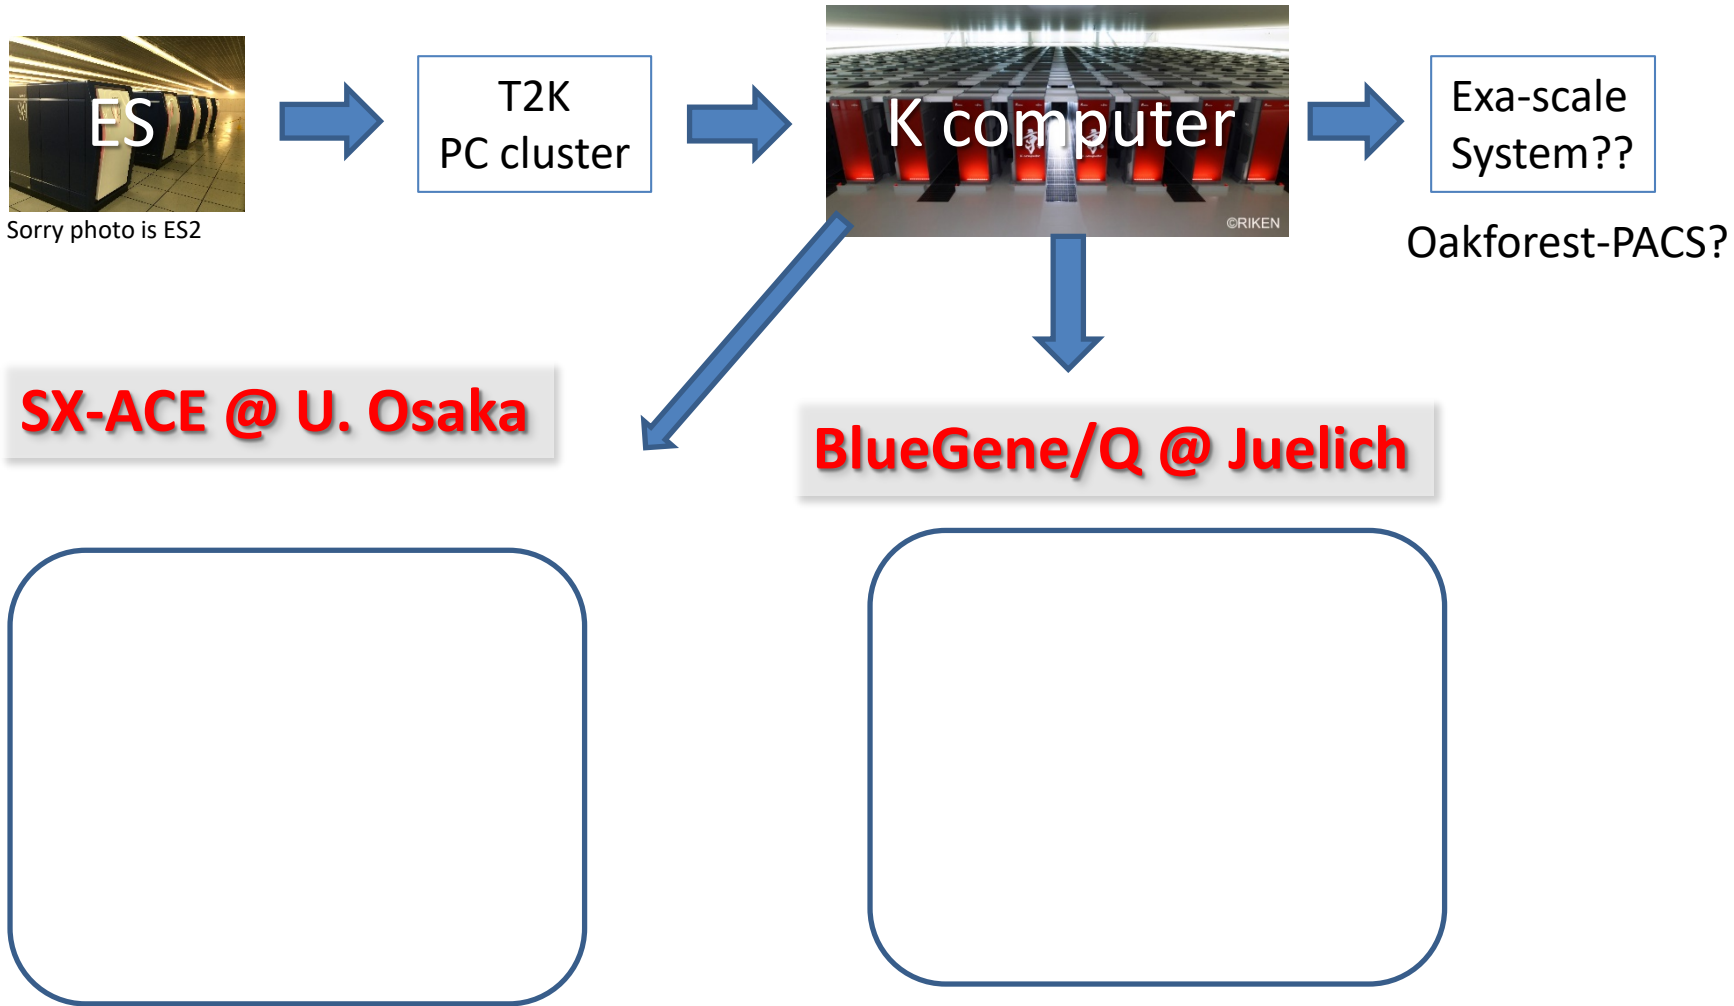 ES
Sorry photo is ES2
T2K
PC cluster
K computer
©RIKEN
Exa-scale
System??
Oakforest-PACS?
SX-ACE @ U. Osaka
BlueGene/Q @ Juelich